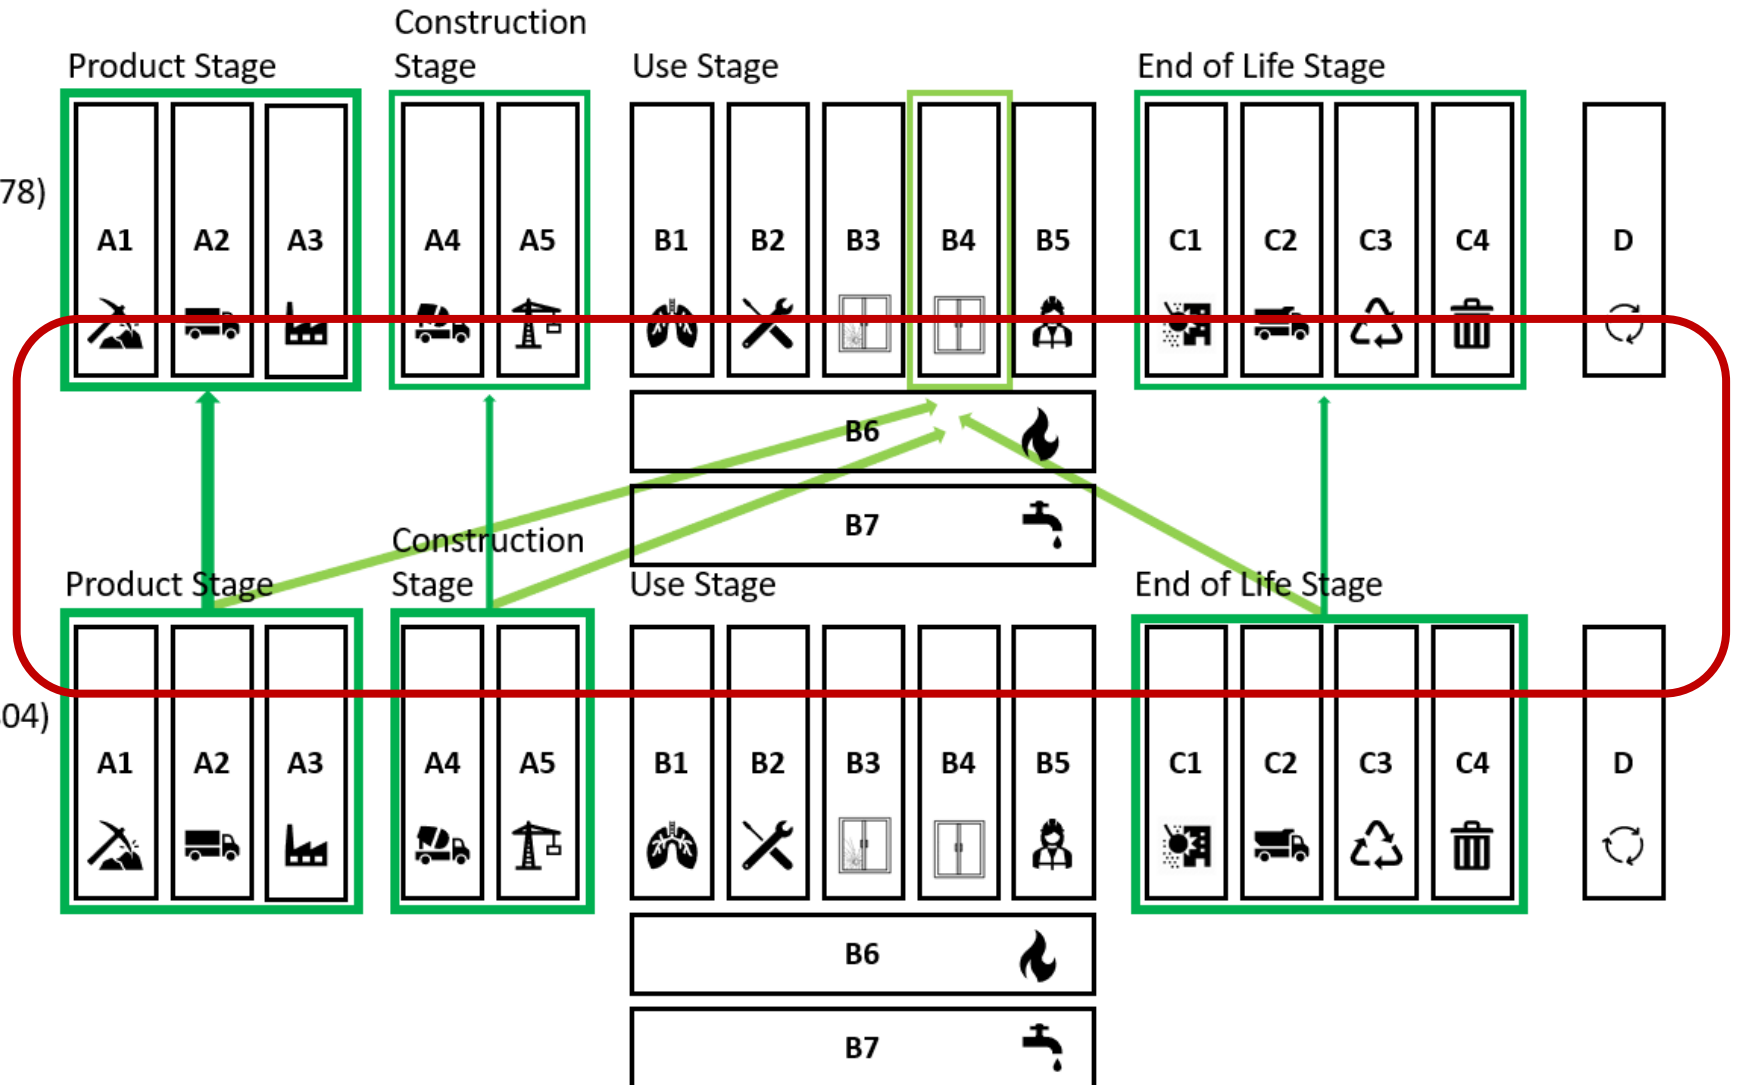 Construction
Product Stage Stage Use Stage End of Life Stage
78)
A1 A2 A3 A4 A5 B1 B2 B3 B4 B5 C1 C2 C3 C4 D
B6
B7
Construction
Product Stage Stage Use Stage End of Life Stage
04)
A1 A2 A3 A4 A5 B1 B2 B3 B4 B5 C1 C2 C3 C4 D
B6
B7